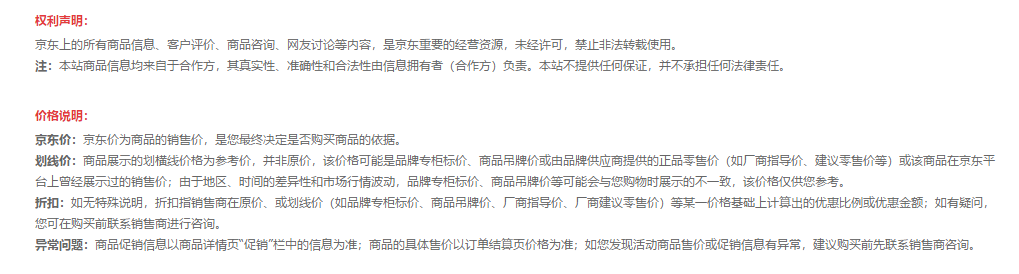 权利声明：
京东上的所有商品信息、客户评价、商品咨询、网友讨论等内容，是京东重要的经营资源，未经许可，禁止非法转载使用。
注：本站商品信息均来自于合作方，其真实性、准确性和合法性由信息拥有者（合作方）负责。本站不提供任何保证，并不承担任何法律责任。
价格说明：
京东价：京东价为商品的销售价，是您最终决定是否购买商品的依据。
划线价：商品展示的划横线价格为参考价，并非原价，该价格可能是品牌专柜标价、商品吊牌价或由品牌供应商提供的正品零售价（如厂商指导价、建议零售价等）或该商品在京东平
台上曾经展示过的销售价；由于地区、时间的差异性和市场行情波动，品牌专柜标价、商品吊牌价等可能会与您购物时展示的不一致，该价格仅供您参考。
折扣：如无特殊说明，折扣指销售商在原价、或划线价（如品牌专柜标价、商品吊牌价、厂商指导价、厂商建议零售价）等某一价格基础上计算出的优惠比例或优惠金额；如有疑问，
您可在购买前联系销售商进行咨询。
异常问题：商品促销信息以商品详情页“促销”栏中的信息为准；商品的具体售价以订单结算页价格为准；如您发现活动商品售价或促销信息有异常，建议购买前先联系销售商咨询。